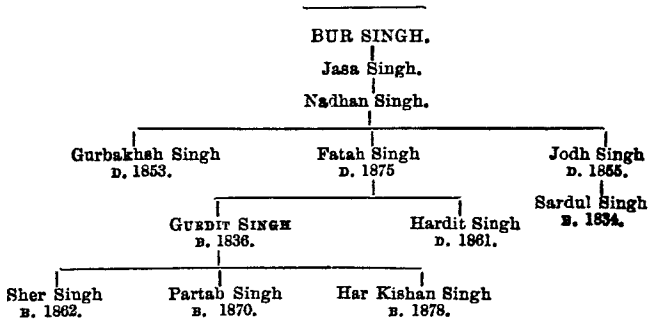 BUR SINGH.
Jasa Singh.
Nadhan Singh.
Gurbakhsh Singh Fatah Singh Jodh Singh
D. 1853. D. 1875 D. 1855.
Sardul Singh
B. 1834.
GURDIT SINGH Hardit Singh
B. 1836. D. 1861.
Sher Singh Partab Singh Har Kishan Singh
B. 1862. B. 1870. B. 1878.